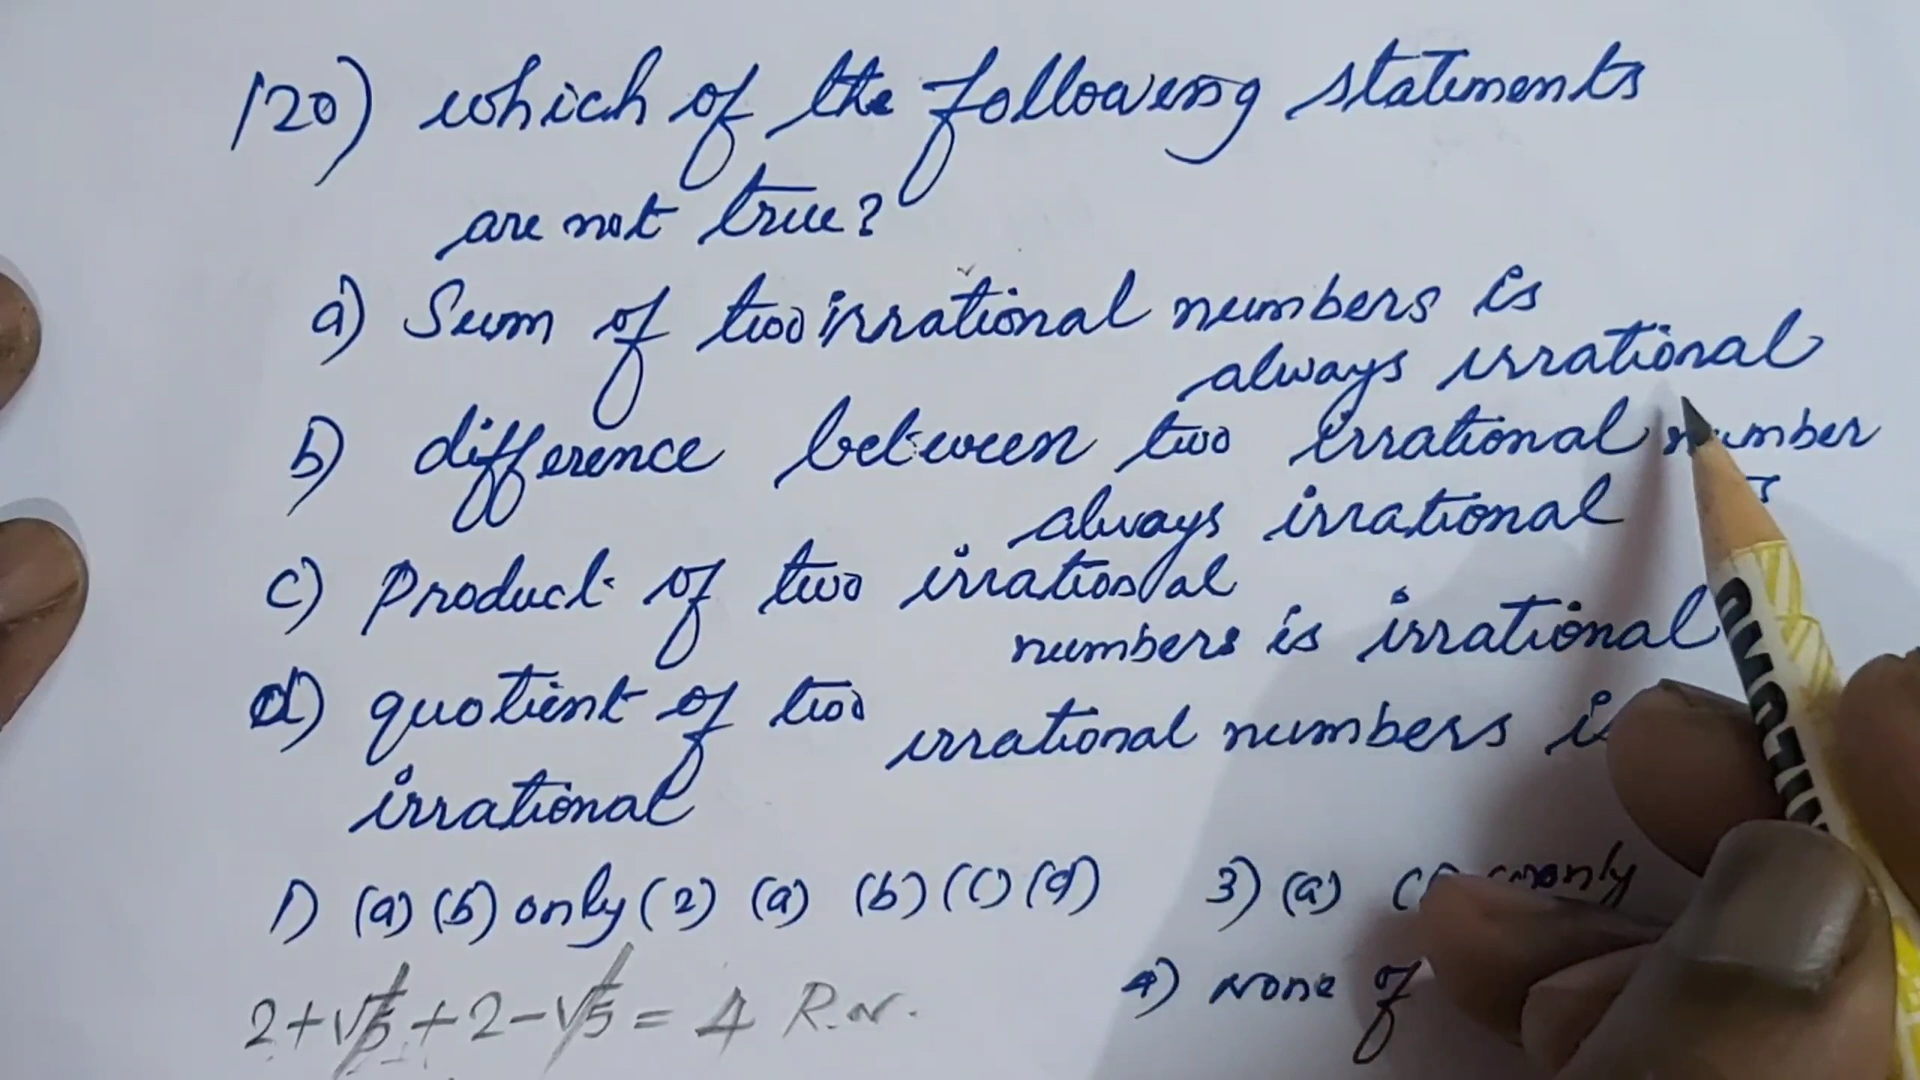 120) which of the following statements
are not true?
a) Sum of two irrational numbers is
always irrational
b) difference between two irrational number
always irrational
c) Product of two irrational
numbers is irrational
d) quotient of two irrational numbers is
irrational
1) (a) (b) only (2) (a) (b) (c) (d) 3) (a) only
4) None of
2+√5+2-√5=4 R.N.